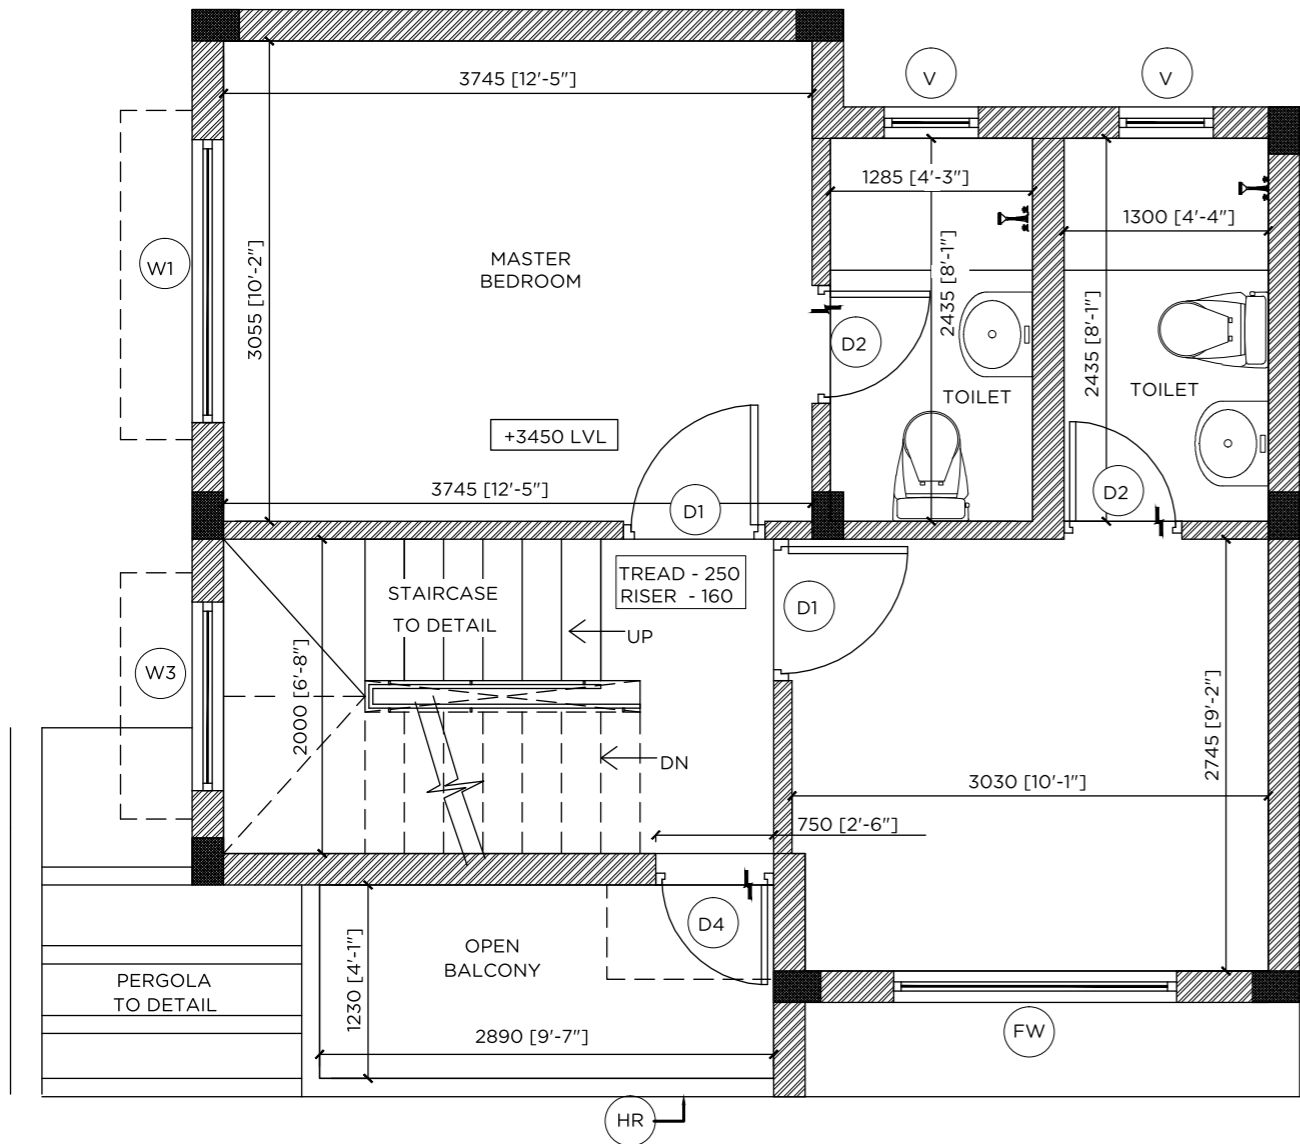 3745 [12'-5"]
V
V
1285 [4'-3"]
1300 [4'-4"]
W1
3055 [10'-2"]
MASTER
BEDROOM
2435 [8'-1"]
2435 [8'-1"]
D2
TOILET
TOILET
+3450 LVL
3745 [12'-5"]
D1
D2
STAIRCASE
TO DETAIL
TREAD - 250
RISER - 160
UP
D1
W3
2000 [6'-8"]
DN
2745 [9'-2"]
3030 [10'-1"]
750 [2'-6"]
D4
OPEN
BALCONY
PERGOLA
TO DETAIL
1230 [4'-1"]
2890 [9'-7"]
FW
HR